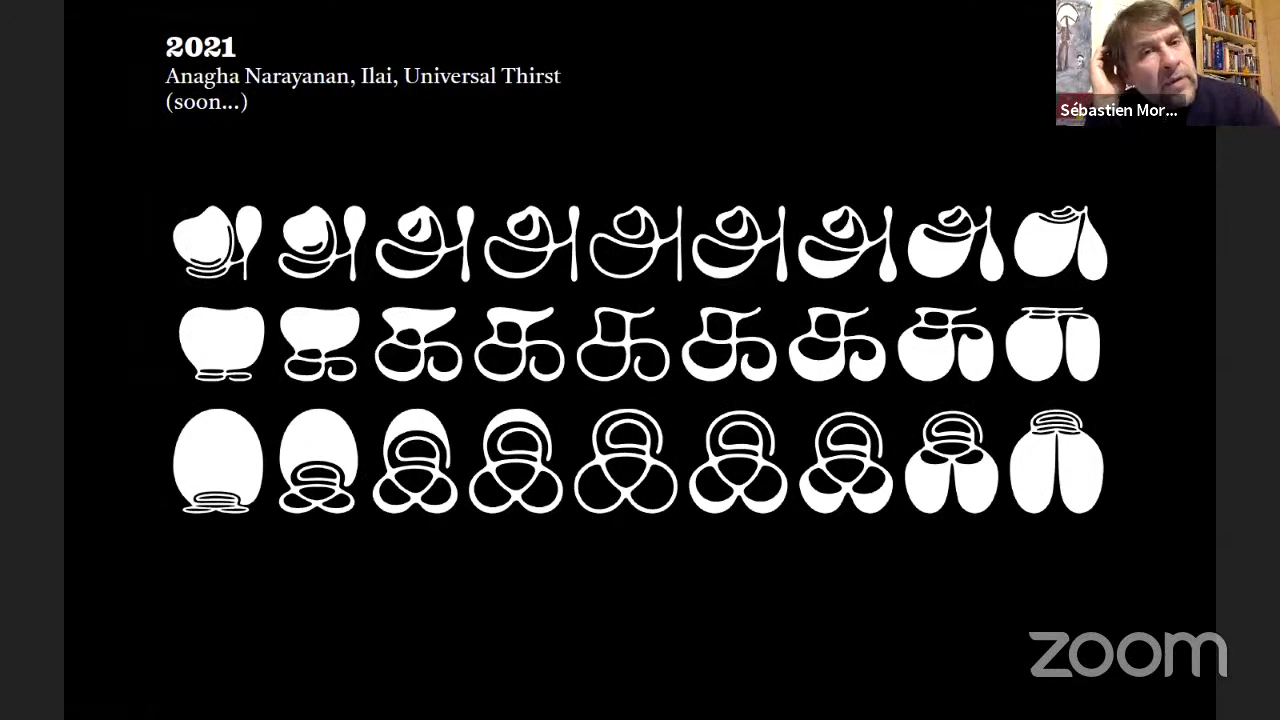 2021
Anagha Narayanan, Ilai, Universal Thirst
(soon...)
Sébastien Mor...
அ அ அ அ அ அ அ அ அ
க க க க க க க க க
இ இ இ இ இ இ இ இ இ
zoom